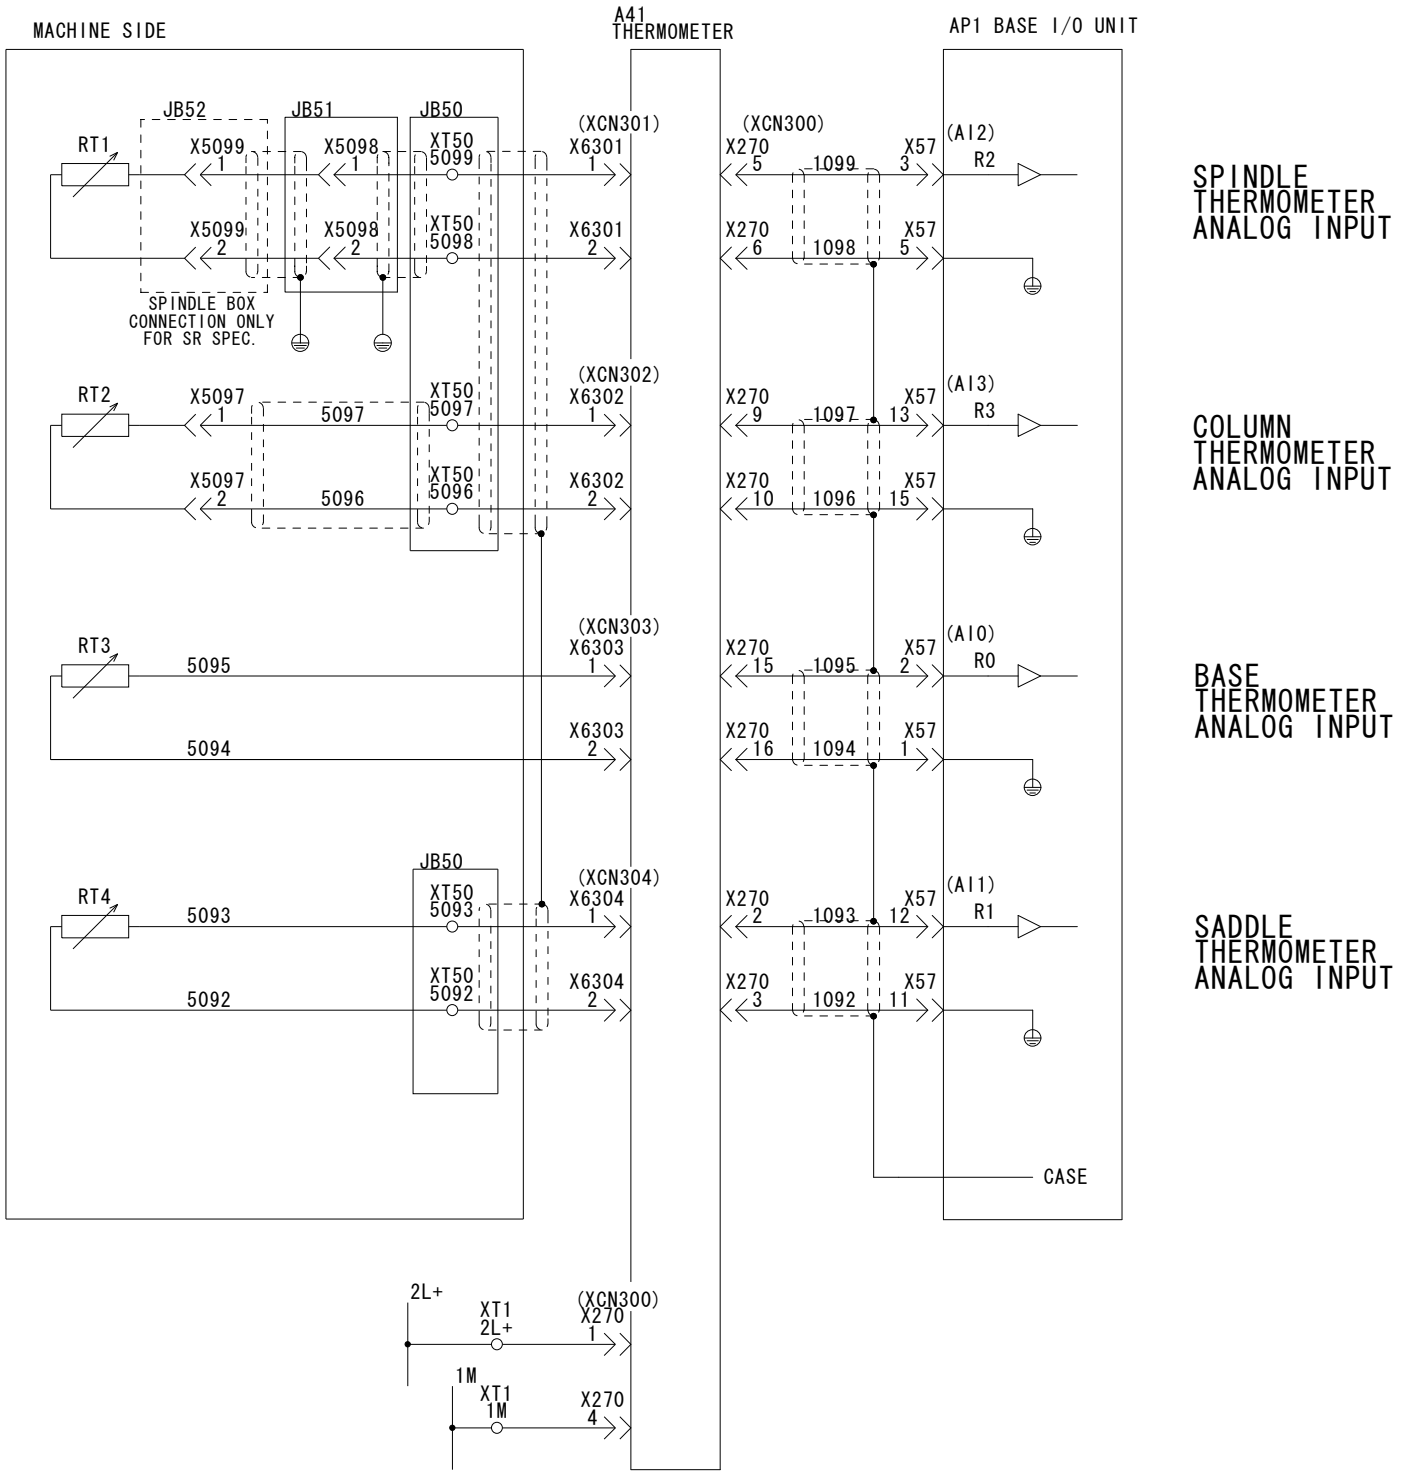 MACHINE SIDE
A41
THERMOMETER
AP1 BASE I/O UNIT
JB52
JB51
JB50
(XCN301)
(XCN300)
(AI2)
RT1
X5099
1
X5098
1
XT50
5099
X6301
1
X270
5
1099
X57
3
R2
SPINDLE
THERMOMETER
ANALOG INPUT
X5099
2
X5098
2
XT50
5098
X6301
2
X270
6
1098
X57
5
SPINDLE BOX
CONNECTION ONLY
FOR SR SPEC.
(XCN302)
(AI3)
RT2
X5097
1
5097
XT50
5097
X6302
1
X270
9
1097
X57
13
R3
COLUMN
THERMOMETER
ANALOG INPUT
X5097
2
5096
XT50
5096
X6302
2
X270
10
1096
X57
15
(XCN303)
(AI0)
RT3
5095
X6303
1
X270
15
1095
X57
2
R0
BASE
THERMOMETER
ANALOG INPUT
5094
X6303
2
X270
16
1094
X57
1
JB50
(XCN304)
(AI1)
RT4
5093
XT50
5093
X6304
1
X270
2
1093
X57
12
R1
SADDLE
THERMOMETER
ANALOG INPUT
5092
XT50
5092
X6304
2
X270
3
1092
X57
11
CASE
2L+
XT1
2L+
(XCN300)
X270
1
1M
XT1
1M
X270
4